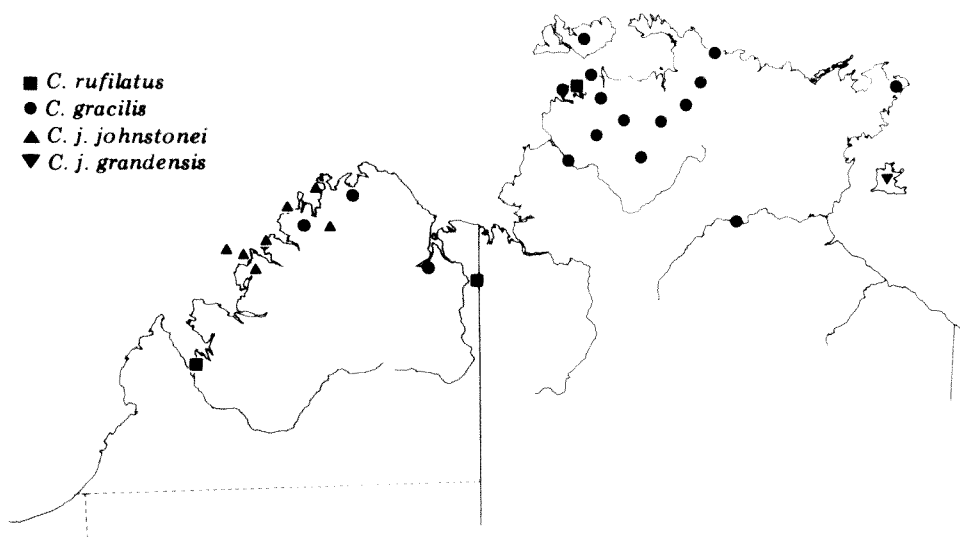 C. rufilatus
C. gracilis
C. j. johnstonei
C. j. grandensis